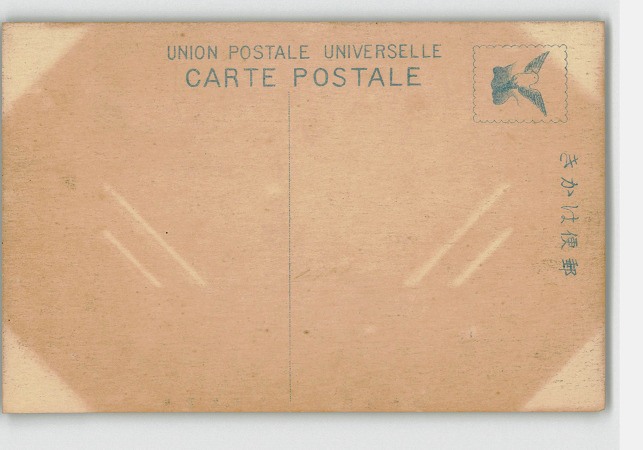 UNION POSTALE UNIVERSELLE
CARTE POSTALE
きかは便郵